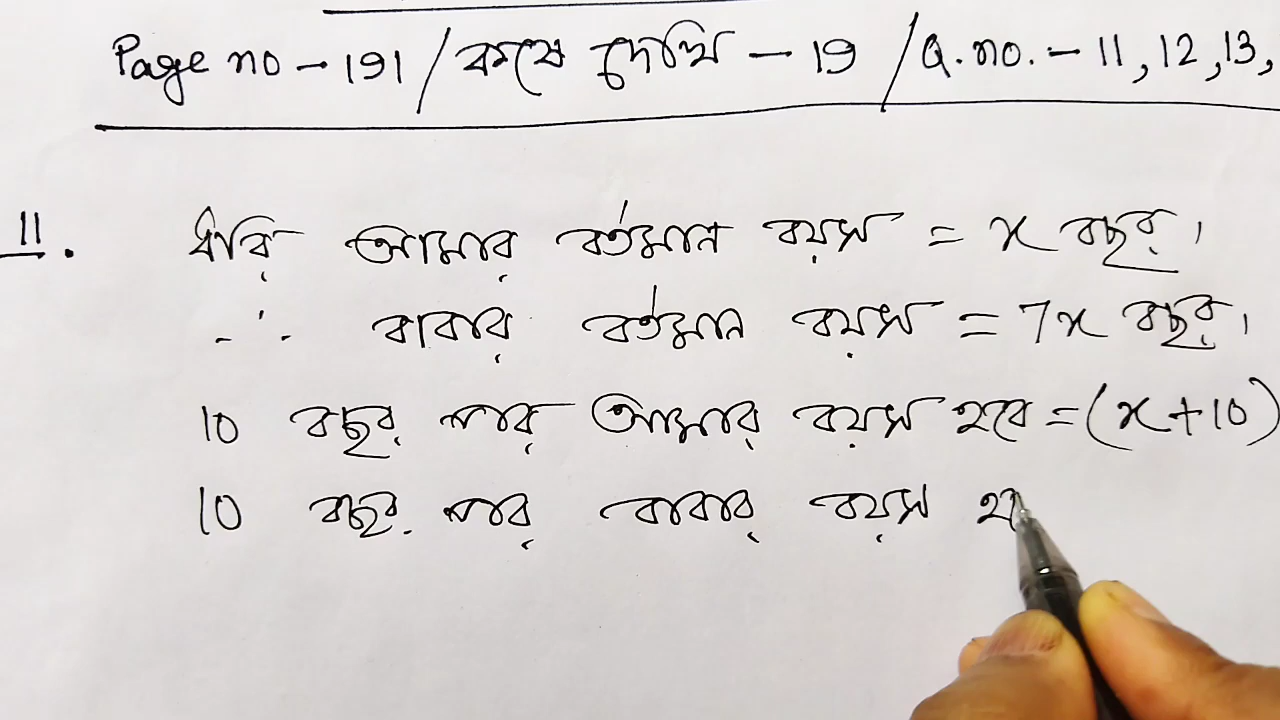 Page no - 191 / কষে দেখি - 19 / Q. no. - 11, 12, 13,
11. ধরি আমার বর্তমান বয়স = x বছর।
∴ বাবার বর্তমান বয়স = 7x বছর।
10 বছর পর আমার বয়স হবে = (x + 10)
10 বছর পর বাবার বয়স হ